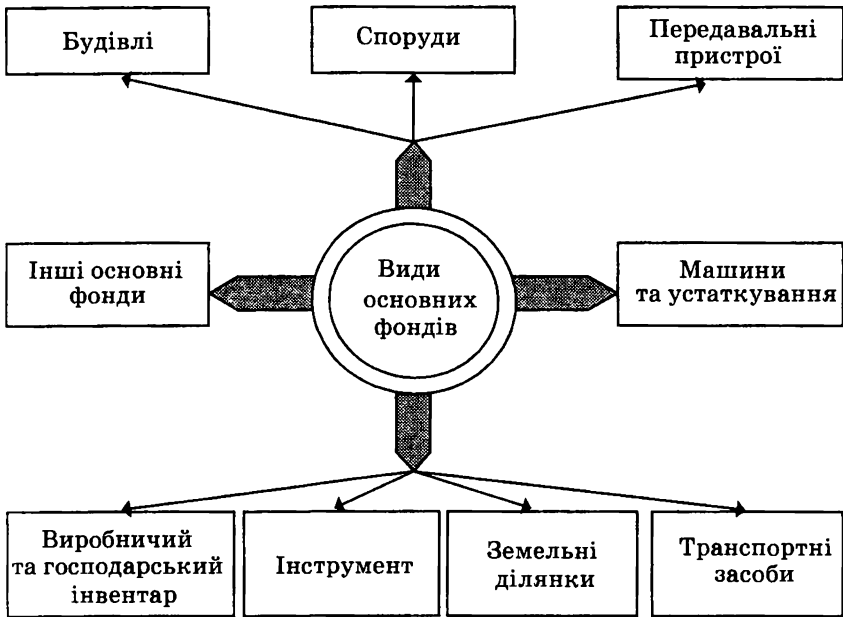 Будівлі
Споруди
Передавальні
пристрої
Інші основні
фонди
Види
основних
фондів
Машини
та устаткування
Виробничий
та господарський
інвентар
Інструмент
Земельні
ділянки
Транспортні
засоби